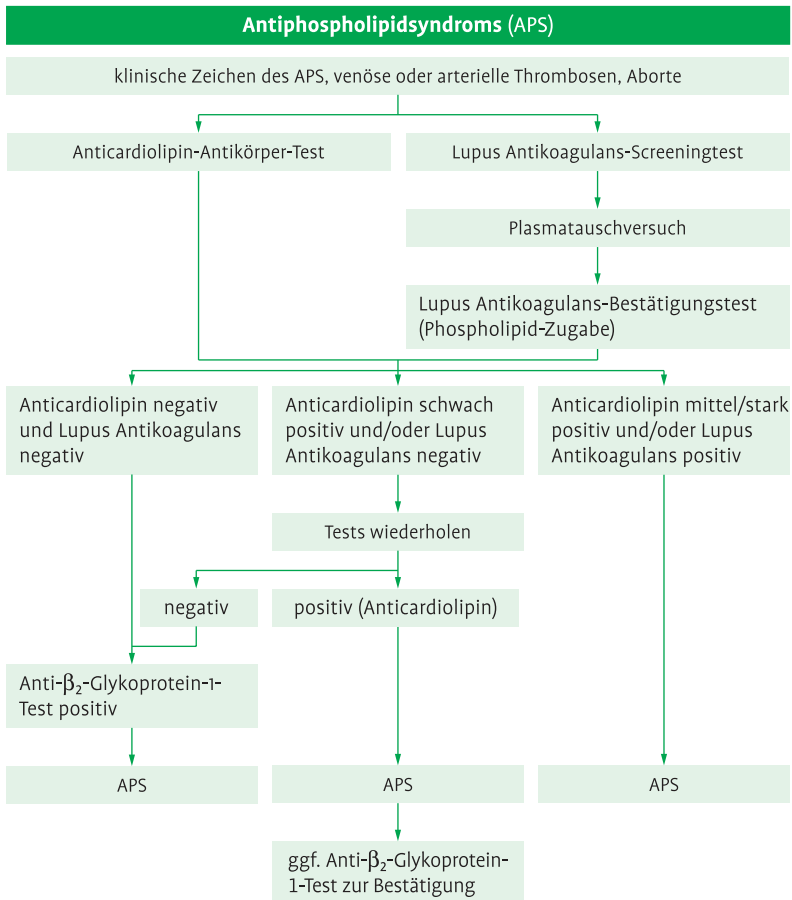 Antiphospholipidsyndroms (APS)
klinische Zeichen des APS, venöse oder arterielle Thrombosen, Aborte
Anticardiolipin-Antikörper-Test
Lupus Antikoagulans-Screeningtest
Plasmatauschversuch
Lupus Antikoagulans-Bestätigungstest
(Phospholipid-Zugabe)
Anticardiolipin negativ
und Lupus Antikoagulans
negativ
Anticardiolipin schwach
positiv und/oder Lupus
Antikoagulans negativ
Anticardiolipin mittel/stark
positiv und/oder Lupus
Antikoagulans positiv
Tests wiederholen
negativ
positiv (Anticardiolipin)
Anti-β₂-Glykoprotein-1-
Test positiv
APS
APS
APS
ggf. Anti-β₂-Glykoprotein-
1-Test zur Bestätigung